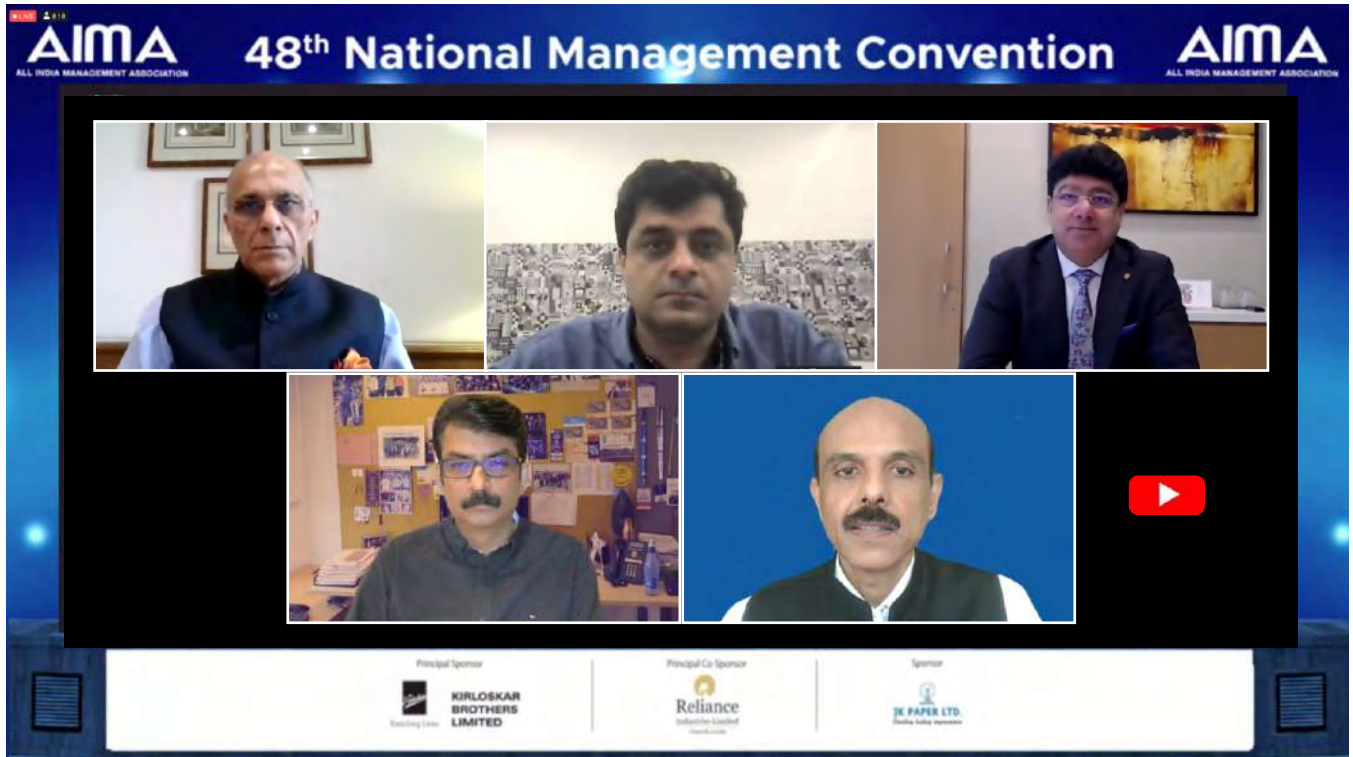 LIVE 818
AIMA
ALL INDIA MANAGEMENT ASSOCIATION
48th National Management Convention
AIMA
ALL INDIA MANAGEMENT ASSOCIATION
Principal Sponsor
KIRLOSKAR
BROTHERS
LIMITED
Enriching Lives
Principal Co Sponsor
Reliance
Industries Limited
Sponsor
JK PAPER LTD.